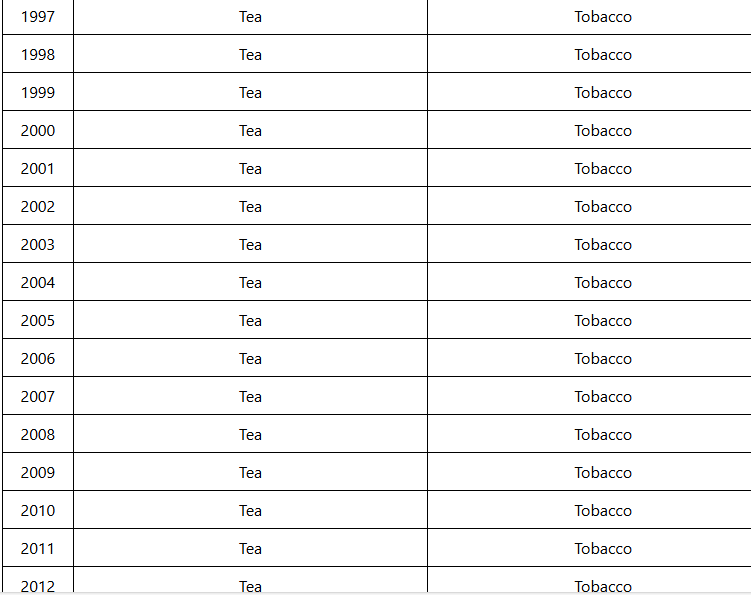 1997 Tea Tobacco
1998 Tea Tobacco
1999 Tea Tobacco
2000 Tea Tobacco
2001 Tea Tobacco
2002 Tea Tobacco
2003 Tea Tobacco
2004 Tea Tobacco
2005 Tea Tobacco
2006 Tea Tobacco
2007 Tea Tobacco
2008 Tea Tobacco
2009 Tea Tobacco
2010 Tea Tobacco
2011 Tea Tobacco
2012 Tea Tobacco